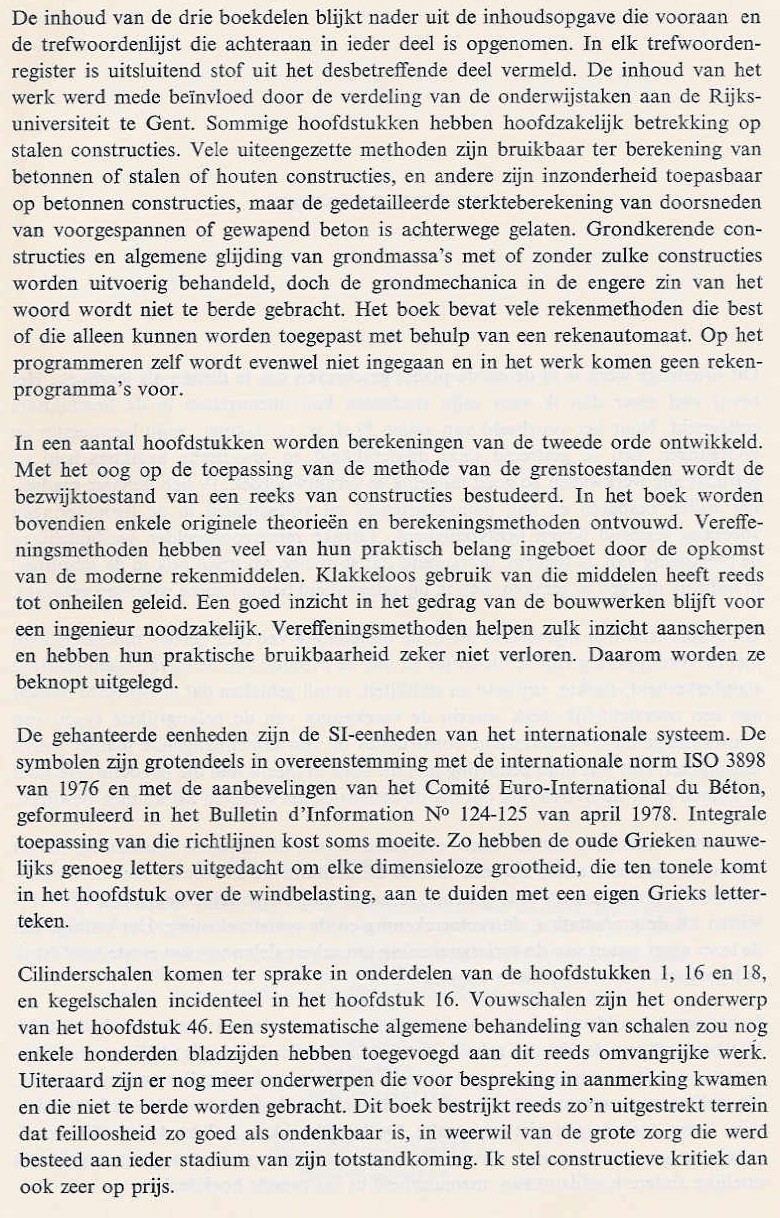 De inhoud van de drie boekdelen blijkt nader uit de inhoudsopgave die vooraan en
de trefwoordenlijst die achteraan in ieder deel is opgenomen. In elk trefwoorden-
register is uitsluitend stof uit het desbetreffende deel vermeld. De inhoud van het
werk werd mede beïnvloed door de verdeling van de onderwijstaken aan de Rijks-
universiteit te Gent. Sommige hoofdstukken hebben hoofdzakelijk betrekking op
stalen constructies. Vele uiteengezette methoden zijn bruikbaar ter berekening van
betonnen of stalen of houten constructies, en andere zijn inzonderheid toepasbaar
op betonnen constructies, maar de gedetailleerde sterkteberekening van doorsneden
van voorgespannen of gewapend beton is achterwege gelaten. Grondkerende con-
structies en algemene glijding van grondmassa's met of zonder zulke constructies
worden uitvoerig behandeld, doch de grondmechanica in de engere zin van het
woord wordt niet te berde gebracht. Het boek bevat vele rekenmethoden die best
of die alleen kunnen worden toegepast met behulp van een rekenautomaat. Op het
programmeren zelf wordt evenwel niet ingegaan en in het werk komen geen reken-
programma's voor.
In een aantal hoofdstukken worden berekeningen van de tweede orde ontwikkeld.
Met het oog op de toepassing van de methode van de grenstoestanden wordt de
bezwijktoestand van een reeks van constructies bestudeerd. In het boek worden
bovendien enkele originele theorieën en berekeningsmethoden ontvouwd. Vereffe-
ningsmethoden hebben veel van hun praktisch belang ingeboet door de opkomst
van de moderne rekenmiddelen. Klakkeloos gebruik van die middelen heeft reeds
tot onheilen geleid. Een goed inzicht in het gedrag van de bouwwerken blijft voor
een ingenieur noodzakelijk. Vereffeningsmethoden helpen zulk inzicht aanscherpen
en hebben hun praktische bruikbaarheid zeker niet verloren. Daarom worden ze
beknopt uitgelegd.
De gehanteerde eenheden zijn de SI-eenheden van het internationale systeem. De
symbolen zijn grotendeels in overeenstemming met de internationale norm ISO 3898
van 1976 en met de aanbevelingen van het Comité Euro-International du Béton,
geformuleerd in het Bulletin d'Information Nº 124-125 van april 1978. Integrale
toepassing van die richtlijnen kost soms moeite. Zo hebben de oude Grieken nauwe-
lijks genoeg letters uitgedacht om elke dimensieloze grootheid, die ten tonele komt
in het hoofdstuk over de windbelasting, aan te duiden met een eigen Grieks letter-
teken.
Cilinderschalen komen ter sprake in onderdelen van de hoofdstukken 1, 16 en 18,
en kegelschalen incidenteel in het hoofdstuk 16. Vouwschalen zijn het onderwerp
van het hoofdstuk 46. Een systematische algemene behandeling van schalen zou nog
enkele honderden bladzijden hebben toegevoegd aan dit reeds omvangrijke werk.
Uiteraard zijn er nog meer onderwerpen die voor bespreking in aanmerking kwamen
en die niet te berde worden gebracht. Dit boek bestrijkt reeds zo'n uitgestrekt terrein
dat feilloosheid zo goed als ondenkbaar is, in weerwil van de grote zorg die werd
besteed aan ieder stadium van zijn totstandkoming. Ik stel constructieve kritiek dan
ook zeer op prijs.